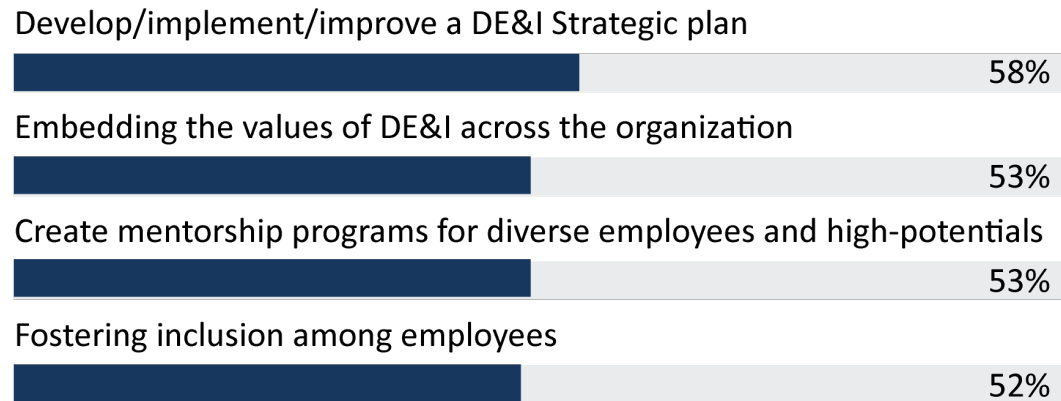 Develop/implement/improve a DE&I Strategic plan
58%
Embedding the values of DE&I across the organization
53%
Create mentorship programs for diverse employees and high-potentials
53%
Fostering inclusion among employees
52%